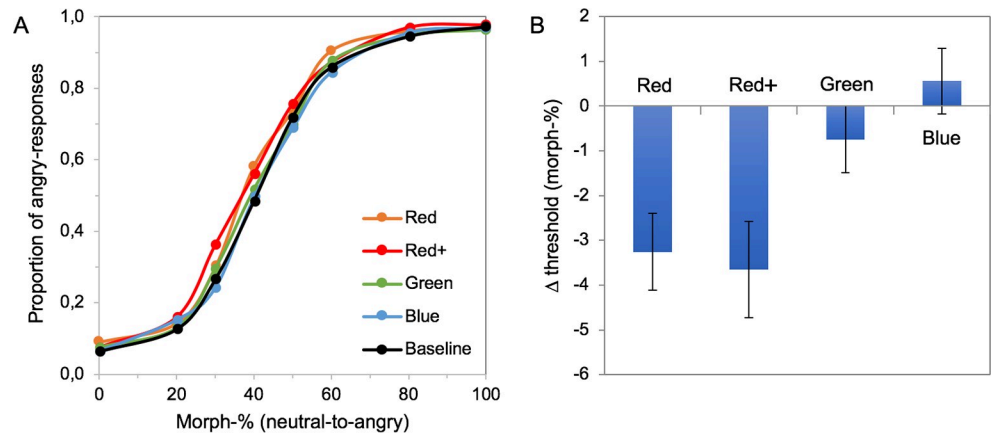 A
Proportion of angry-responses
1,0
0,8
0,6
0,4
0,2
0,0
0
20
40
60
80
100
Morph-% (neutral-to-angry)
Red
Red+
Green
Blue
Baseline
B
Δ threshold (morph-%)
2
1
0
-1
-2
-3
-4
-5
-6
Red
Red+
Green
Blue